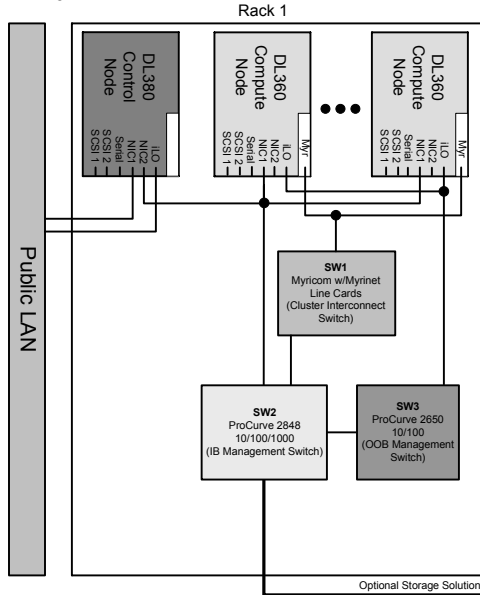 Rack 1
DL380
Control
Node
iLO
NIC2
NIC1
Serial
SCSI 2
SCSI 1
DL360
Compute
Node
Myr
iLO
NIC2
NIC1
Serial
SCSI 2
SCSI 1
DL360
Compute
Node
Myr
iLO
NIC2
NIC1
Serial
SCSI 2
SCSI 1
Public LAN
SW1
Myricom w/Myrinet
Line Cards
(Cluster Interconnect
Switch)
SW2
ProCurve 2848
10/100/1000
(IB Management Switch)
SW3
ProCurve 2650
10/100
(OOB Management
Switch)
Optional Storage Solution